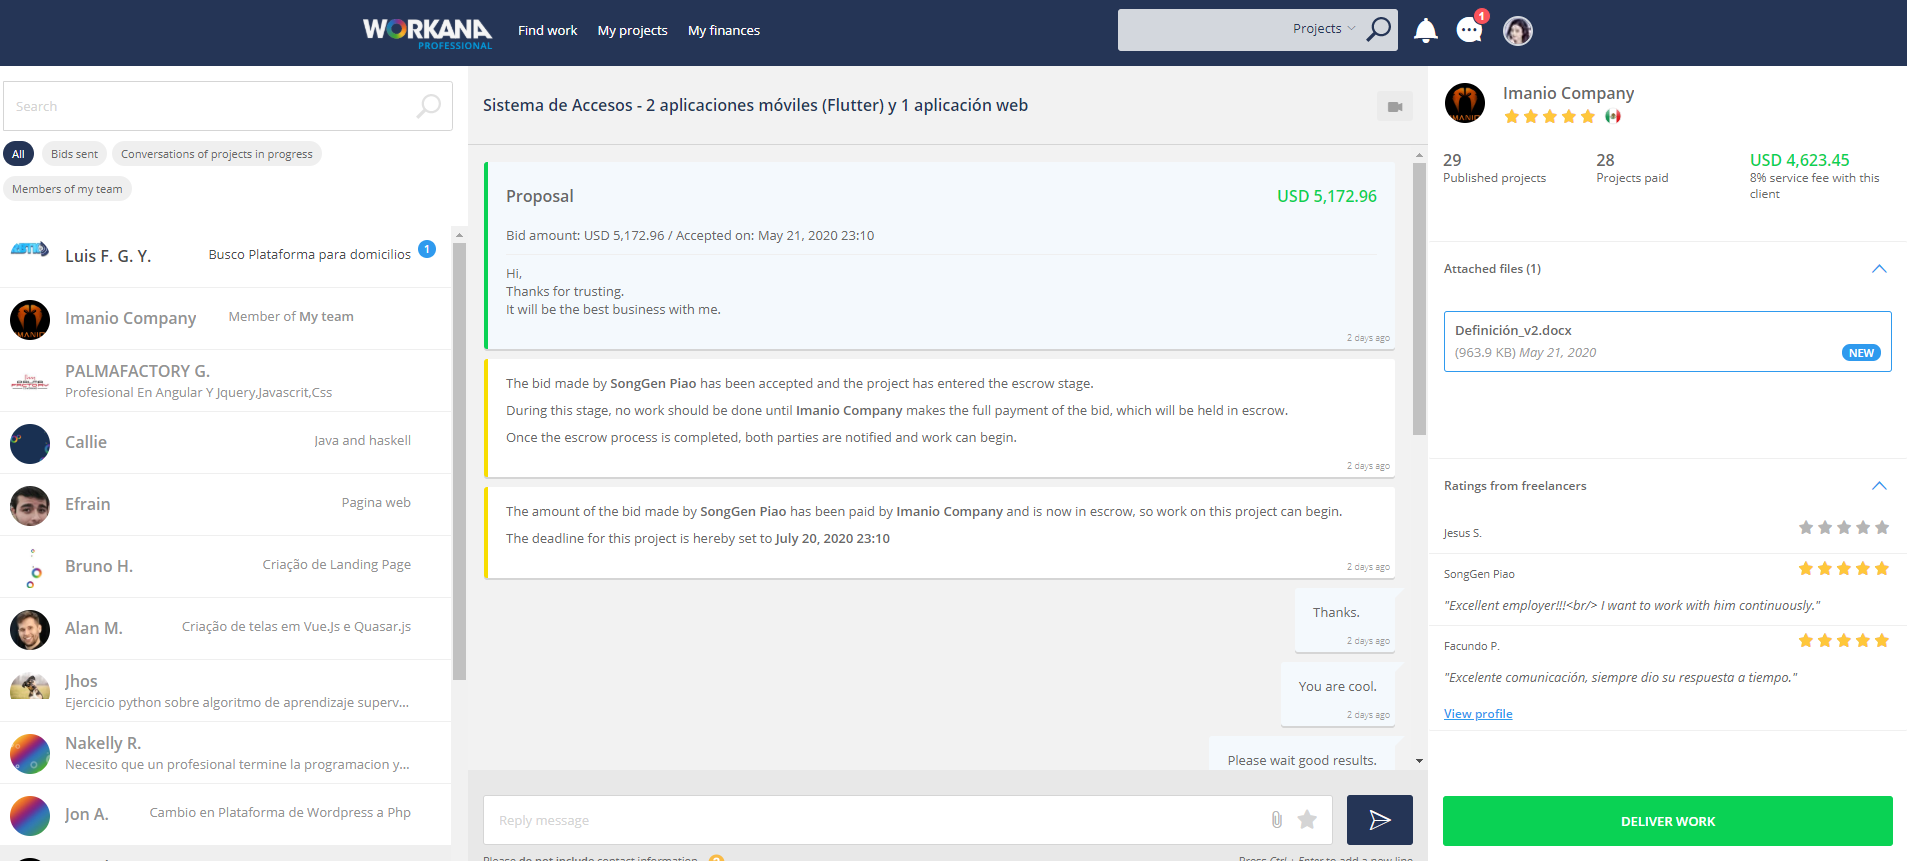 WORKANA
PROFESSIONAL
Find work
My projects
My finances
Projects
1
Search
All
Bids sent
Conversations of projects in progress
Members of my team
Luis F. G. Y.
Busco Plataforma para domicilios
1
Imanio Company
Member of My team
PALMAFACTORY G.
Profesional En Angular Y Jquery,Javascrit,Css
Callie
Java and haskell
Efrain
Pagina web
Bruno H.
Criação de Landing Page
Alan M.
Criação de telas em Vue.Js e Quasar.js
Jhos
Ejercicio python sobre algoritmo de aprendizaje superv...
Nakelly R.
Necesito que un profesional termine la programacion y...
Jon A.
Cambio en Plataforma de Wordpress a Php
Sistema de Accesos - 2 aplicaciones móviles (Flutter) y 1 aplicación web
Proposal
USD 5,172.96
Bid amount: USD 5,172.96 / Accepted on: May 21, 2020 23:10
Hi,
Thanks for trusting.
It will be the best business with me.
2 days ago
The bid made by SongGen Piao has been accepted and the project has entered the escrow stage.
During this stage, no work should be done until Imanio Company makes the full payment of the bid, which will be held in escrow.
Once the escrow process is completed, both parties are notified and work can begin.
2 days ago
The amount of the bid made by SongGen Piao has been paid by Imanio Company and is now in escrow, so work on this project can begin.
The deadline for this project is hereby set to July 20, 2020 23:10
2 days ago
Thanks.
2 days ago
You are cool.
2 days ago
Please wait good results.
Reply message
Please do not include contact information
Press Ctrl + Enter to add a new line
Imanio Company
29
Published projects
28
Projects paid
USD 4,623.45
8% service fee with this
client
Attached files (1)
Definición_v2.docx
(963.9 KB) May 21, 2020
NEW
Ratings from freelancers
Jesus S.
SongGen Piao
"Excellent employer!!!<br/> I want to work with him continuously."
Facundo P.
"Excelente comunicación, siempre dio su respuesta a tiempo."
View profile
DELIVER WORK